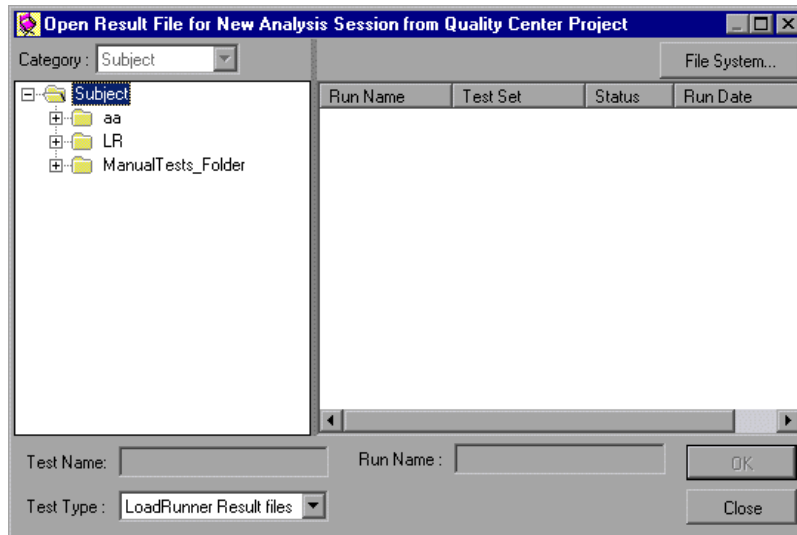 Open Result File for New Analysis Session from Quality Center Project
Category : Subject
File System...
Subject
aa
LR
ManualTests_Folder
Run Name Test Set Status Run Date
Test Name:
Run Name :
OK
Test Type : LoadRunner Result files
Close